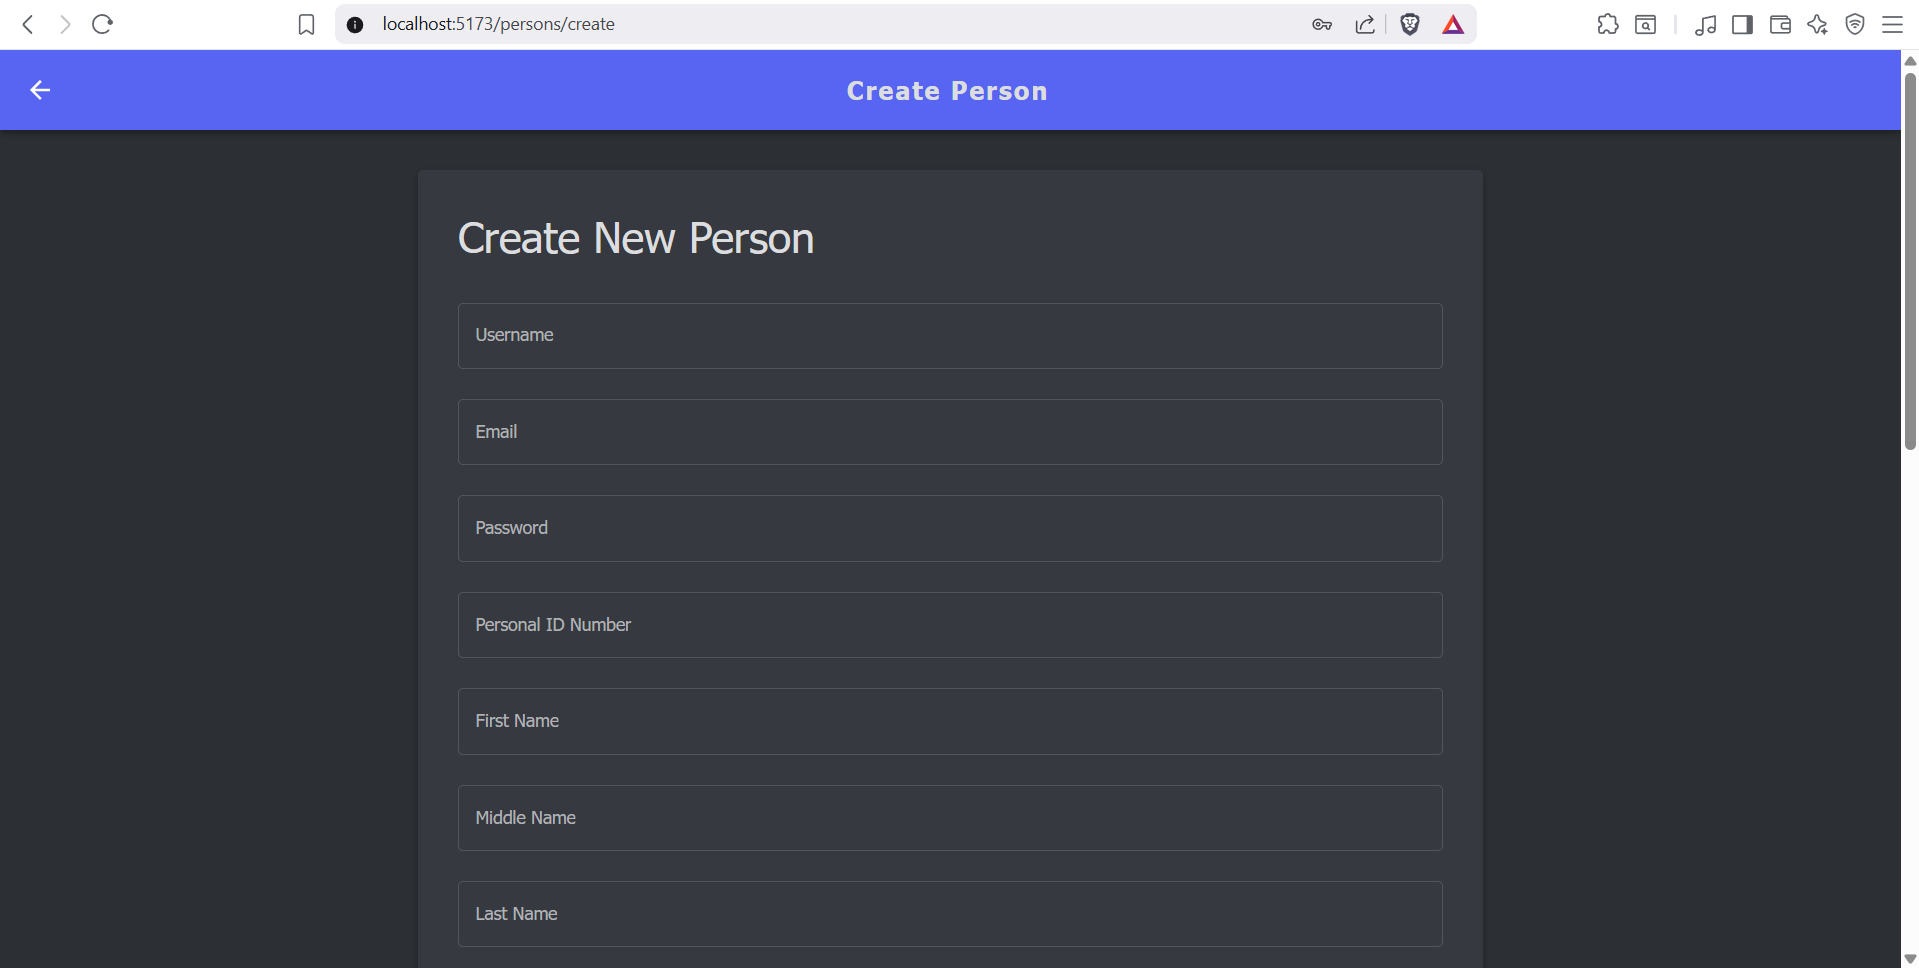 localhost:5173/persons/create
Create Person
Create New Person
Username
Email
Password
Personal ID Number
First Name
Middle Name
Last Name